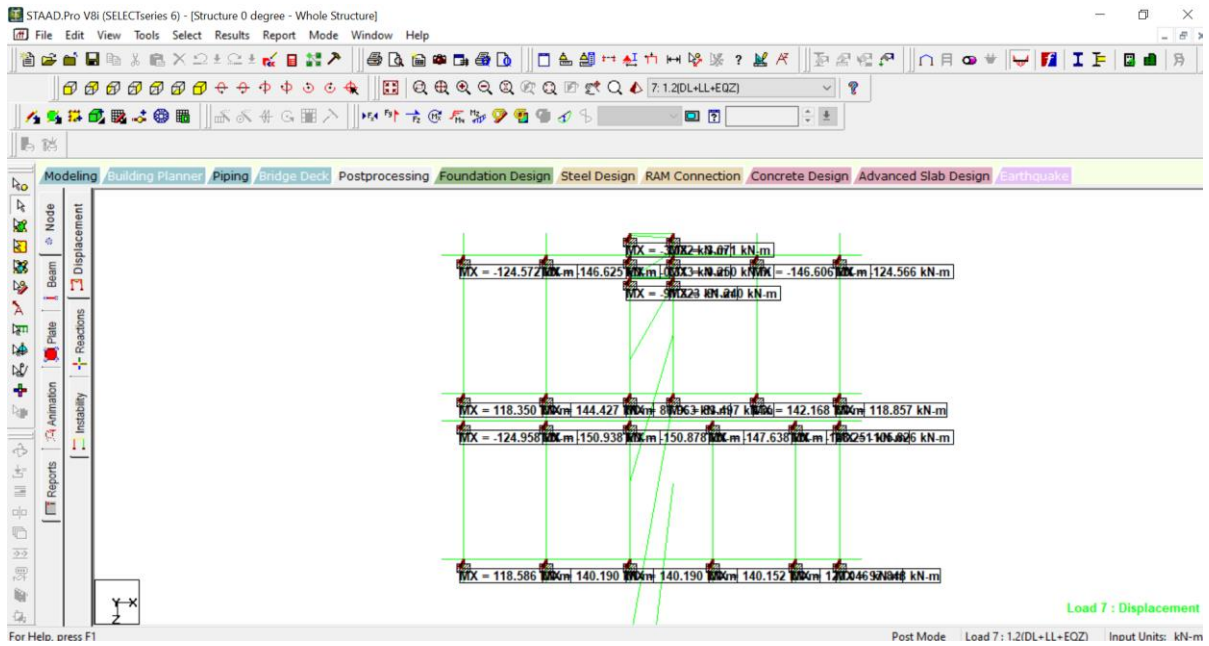 STAAD.Pro V8i (SELECTseries 6) - [Structure 0 degree - Whole Structure]
File Edit View Tools Select Results Report Mode Window Help
7: 1.2(DL+LL+EQZ)
Modeling Building Planner Piping Bridge Deck Postprocessing Foundation Design Steel Design RAM Connection Concrete Design Advanced Slab Design Earthquake
Node
Beam
Plate
Animation
Reports
Displacement
Reactions
Instability
MX = kN-m
MX = -124.572 -146.625 = -146.606 -124.566 kN-m
MX = kN-m
MX = 118.350 144.427 = 142.168 118.857 kN-m
MX = -124.958 -150.938 -150.878 -147.638 kN-m
MX = 118.586 140.190 140.190 140.152 kN-m
Y X
Z
Load 7 : Displacement
For Help, press F1
Post Mode Load 7 : 1.2(DL+LL+EQZ) Input Units: kN-m